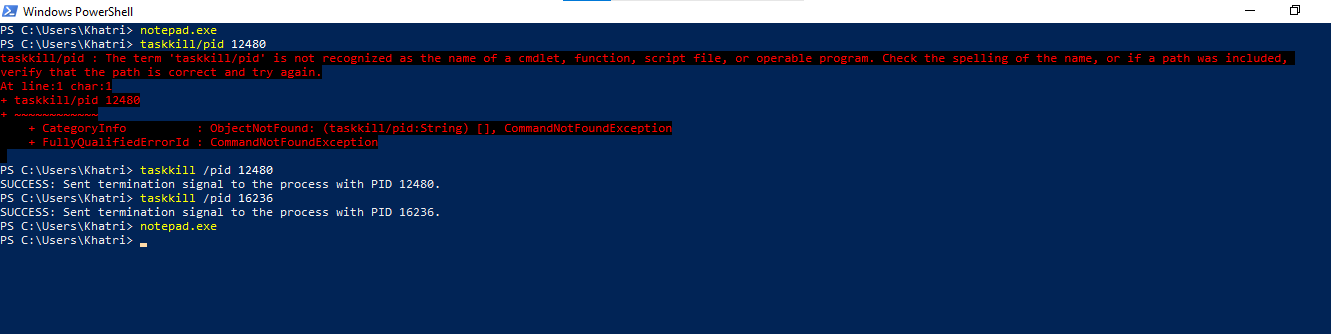 Windows PowerShell
PS C:\Users\Khatri> notepad.exe
PS C:\Users\Khatri> taskkill/pid 12480
taskkill/pid : The term 'taskkill/pid' is not recognized as the name of a cmdlet, function, script file, or operable program. Check the spelling of the name, or if a path was included,
verify that the path is correct and try again.
At line:1 char:1
+ taskkill/pid 12480
+ ~~~~~~~~~~~~
    + CategoryInfo          : ObjectNotFound: (taskkill/pid:String) [], CommandNotFoundException
    + FullyQualifiedErrorId : CommandNotFoundException
PS C:\Users\Khatri> taskkill /pid 12480
SUCCESS: Sent termination signal to the process with PID 12480.
PS C:\Users\Khatri> taskkill /pid 16236
SUCCESS: Sent termination signal to the process with PID 16236.
PS C:\Users\Khatri> notepad.exe
PS C:\Users\Khatri>